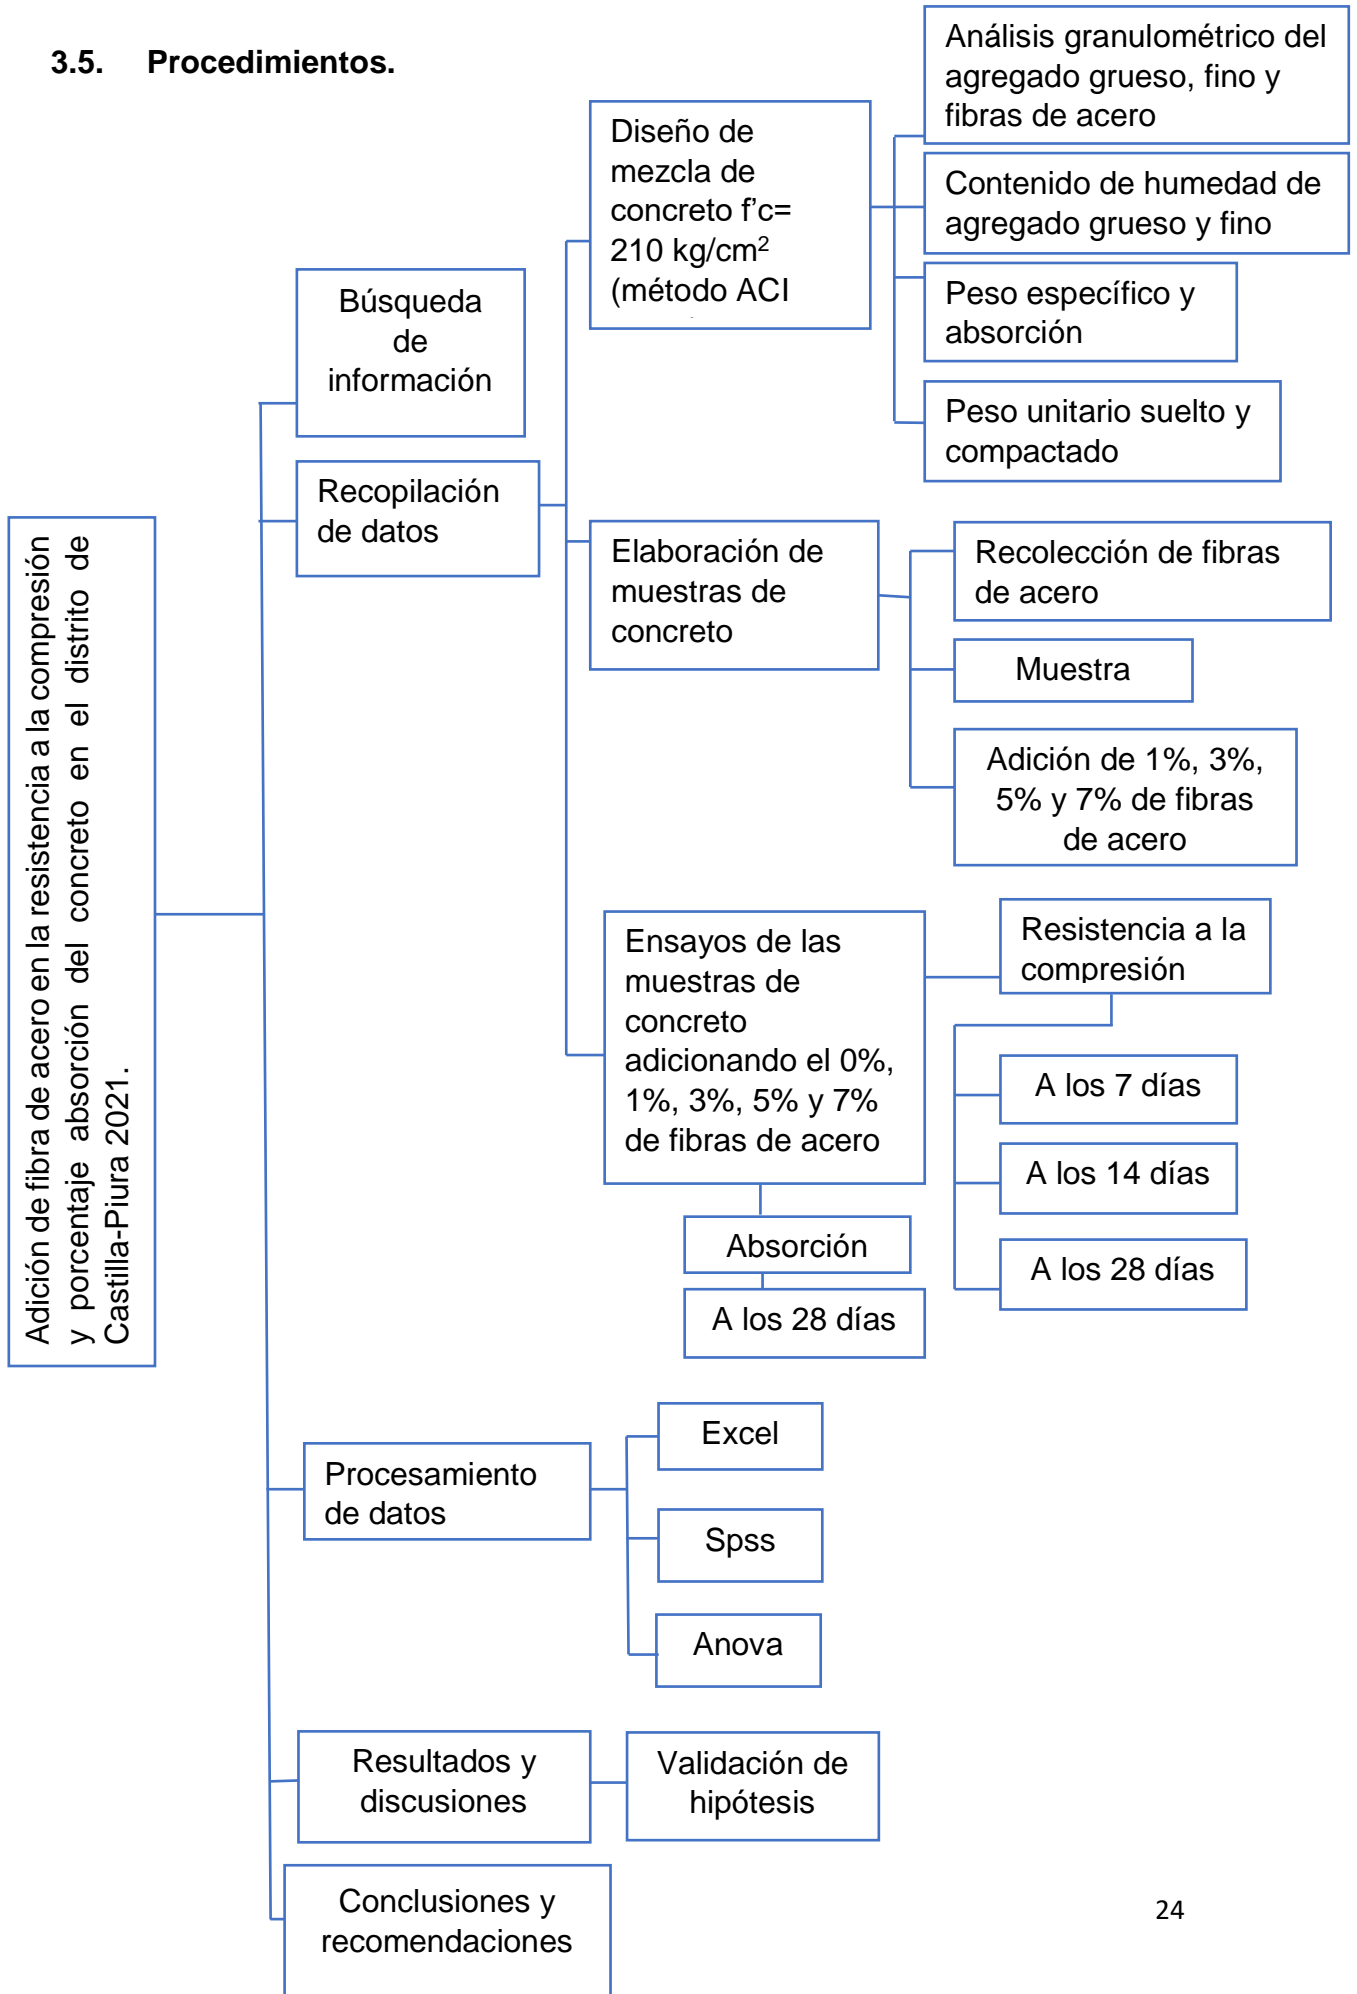 3.5. Procedimientos.
Adición de fibra de acero en la resistencia a la compresión
y porcentaje absorción del concreto en el distrito de
Castilla-Piura 2021.
Búsqueda
de
información
Recopilación
de datos
Diseño de
mezcla de
concreto f’c=
210 kg/cm²
(método ACI
Análisis granulométrico del
agregado grueso, fino y
fibras de acero
Contenido de humedad de
agregado grueso y fino
Peso específico y
absorción
Peso unitario suelto y
compactado
Elaboración de
muestras de
concreto
Recolección de fibras
de acero
Muestra
Adición de 1%, 3%,
5% y 7% de fibras
de acero
Ensayos de las
muestras de
concreto
adicionando el 0%,
1%, 3%, 5% y 7%
de fibras de acero
Resistencia a la
compresión
A los 7 días
A los 14 días
A los 28 días
Absorción
A los 28 días
Procesamiento
de datos
Excel
Spss
Anova
Resultados y
discusiones
Validación de
hipótesis
Conclusiones y
recomendaciones
24